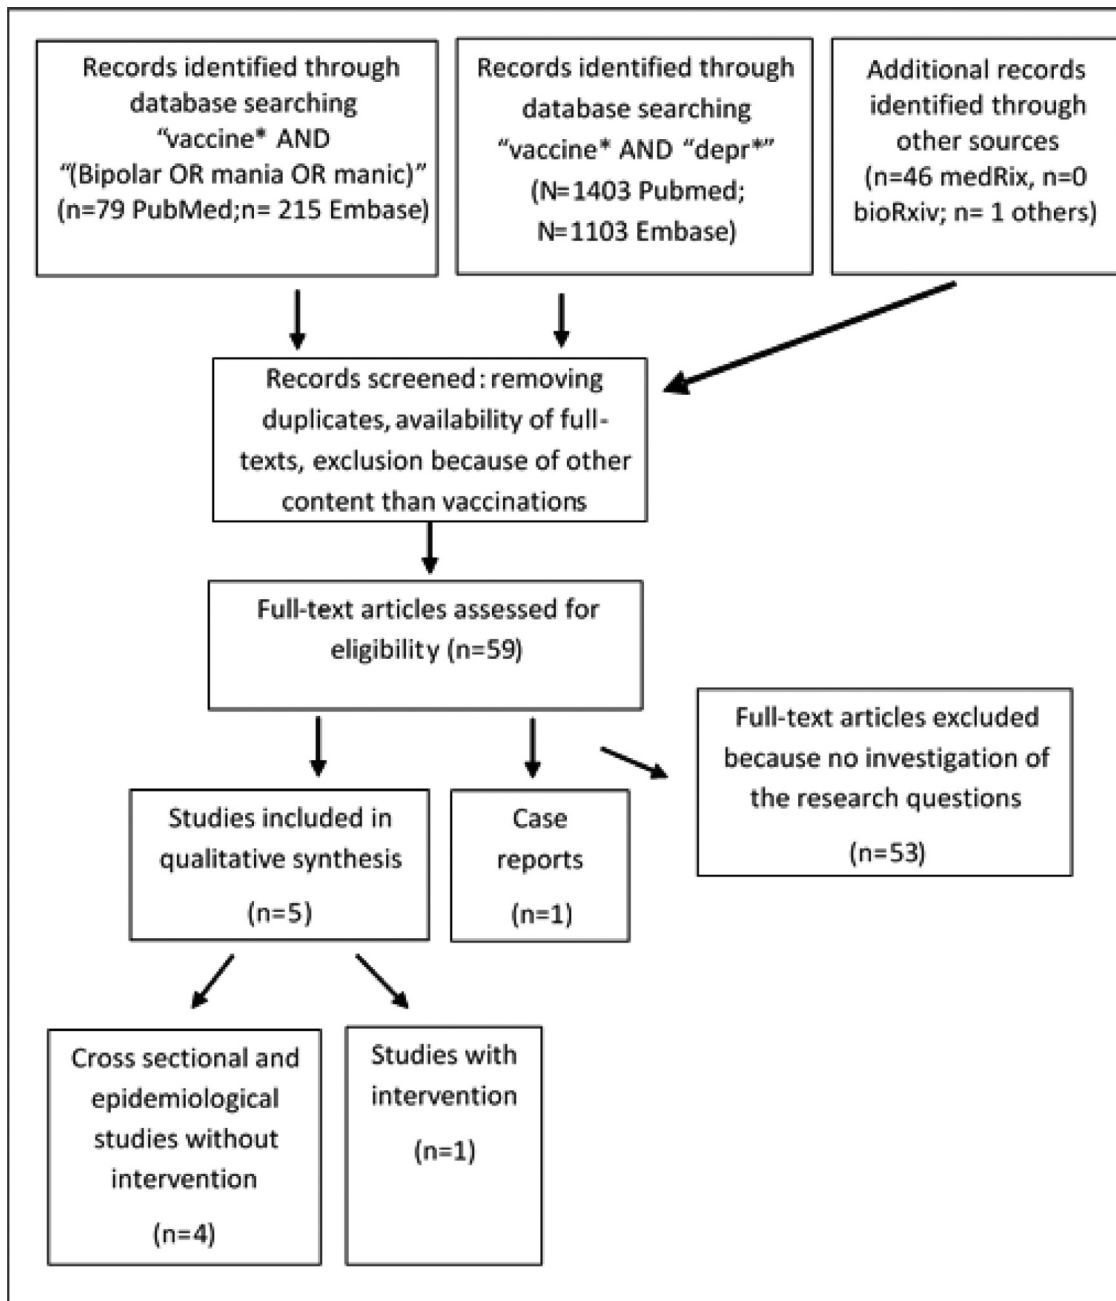 Records identified through
database searching
“vaccine* AND
“(Bipolar OR mania OR manic)”
(n=79 PubMed;n= 215 Embase)
Records identified through
database searching
“vaccine* AND “depr*”
(N=1403 Pubmed;
N=1103 Embase)
Additional records
identified through
other sources
(n=46 medRix, n=0
bioRxiv; n= 1 others)
Records screened: removing
duplicates, availability of full-
texts, exclusion because of other
content than vaccinations
Full-text articles assessed for
eligibility (n=59)
Full-text articles excluded
because no investigation of
the research questions
(n=53)
Studies included in
qualitative synthesis
(n=5)
Case
reports
(n=1)
Cross sectional and
epidemiological
studies without
intervention
(n=4)
Studies with
intervention
(n=1)